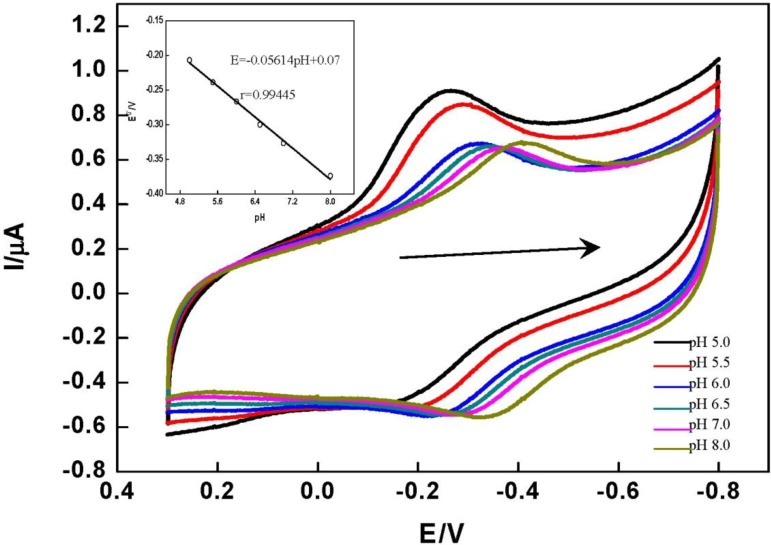 -0.15
-0.20
-0.25
-0.30
-0.35
-0.40
E⁰'/V
E=-0.05614pH+0.07
r=0.99445
4.8 5.6 6.4 7.2 8.0
pH
1.2
1.0
0.8
0.6
0.4
0.2
0.0
-0.2
-0.4
-0.6
-0.8
I/μA
pH 5.0
pH 5.5
pH 6.0
pH 6.5
pH 7.0
pH 8.0
0.4 0.2 0.0 -0.2 -0.4 -0.6 -0.8
E/V